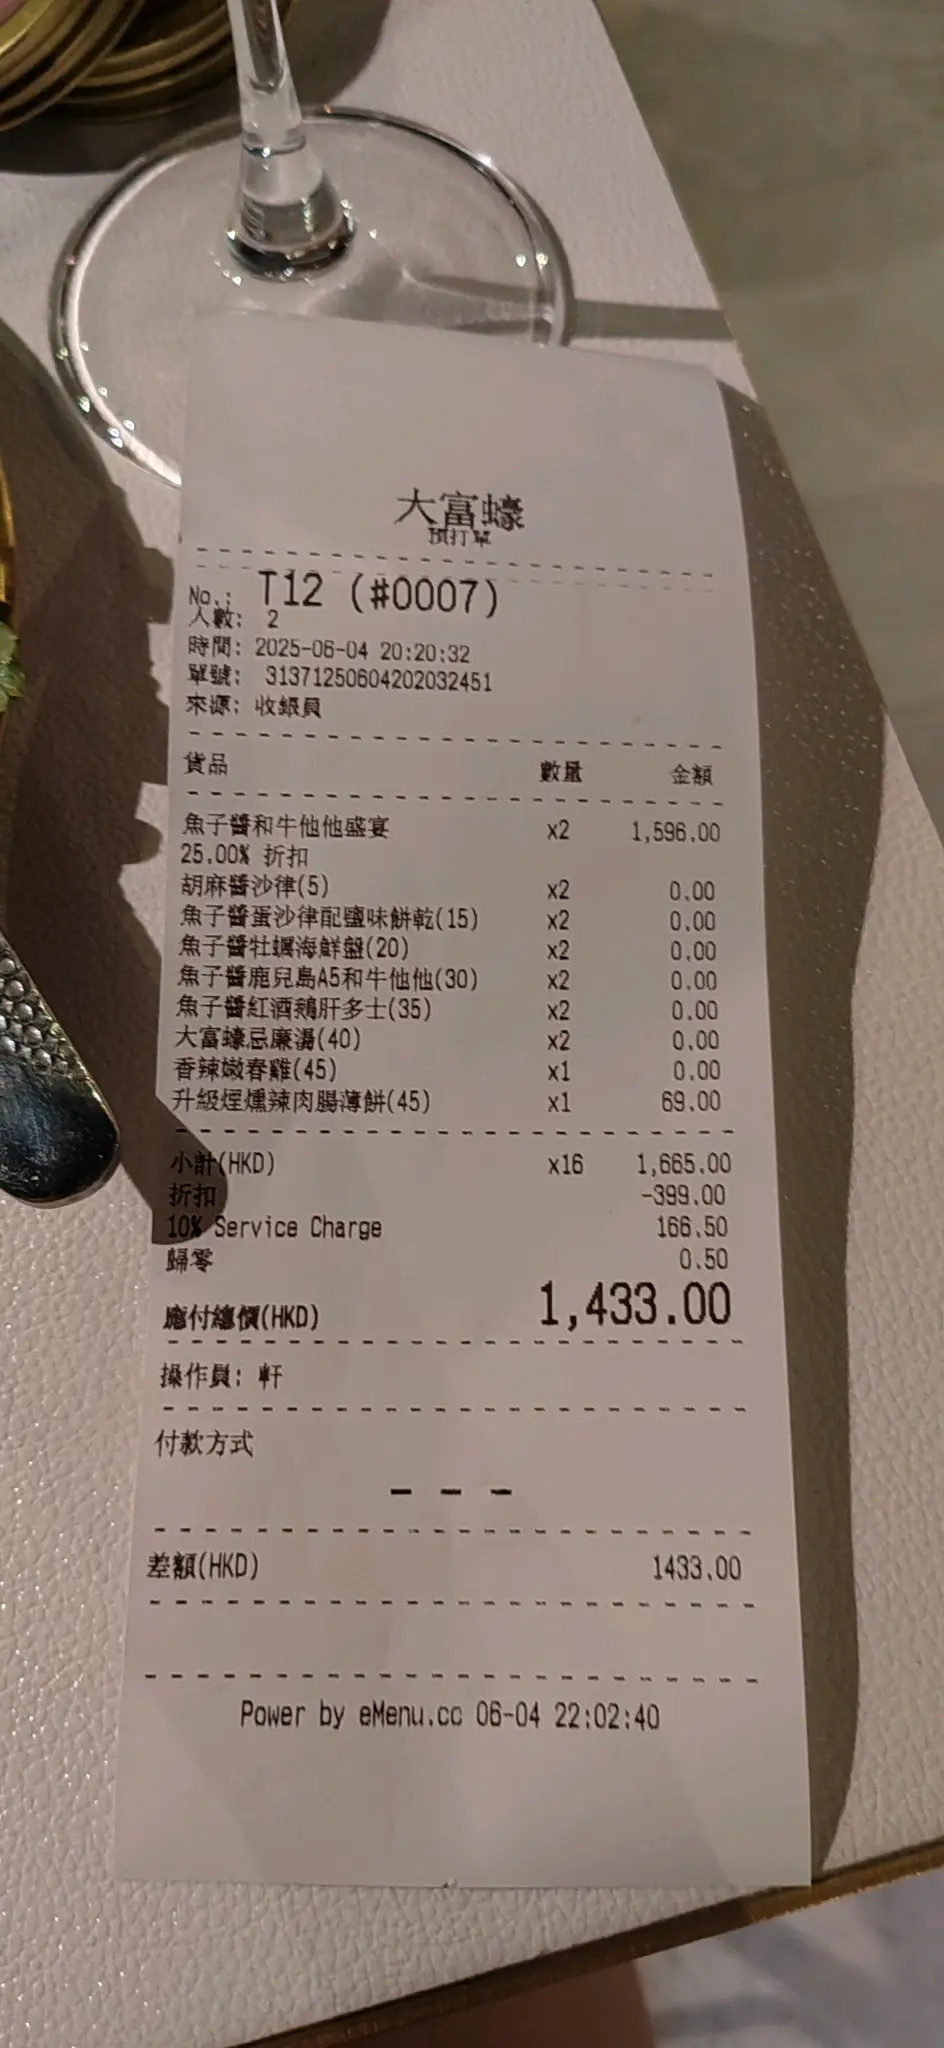 大富蠔
預打單
No.: T12 (#0007)
人數: 2
時間: 2025-06-04 20:20:32
單號: 31371250604202032451
來源: 收銀員
貨品 數量 金額
魚子醬和牛他他盛宴 x2 1,596.00
25.00% 折扣
胡麻醬沙律(5) x2 0.00
魚子醬蛋沙律配鹽味餅乾(15) x2 0.00
魚子醬牡蠣海鮮盤(20) x2 0.00
魚子醬鹿兒島A5和牛他他(30) x2 0.00
魚子醬紅酒鵝肝多士(35) x2 0.00
大富蠔忌廉湯(40) x2 0.00
香辣嫩春雞(45) x1 0.00
升級煙燻辣肉腸薄餅(45) x1 69.00
小計(HKD) x16 1,665.00
折扣 -399.00
10% Service Charge 166.50
歸零 0.50
應付總價(HKD) 1,433.00
操作員: 軒
付款方式
- - -
差額(HKD) 1433.00
Power by eMenu.cc 06-04 22:02:40